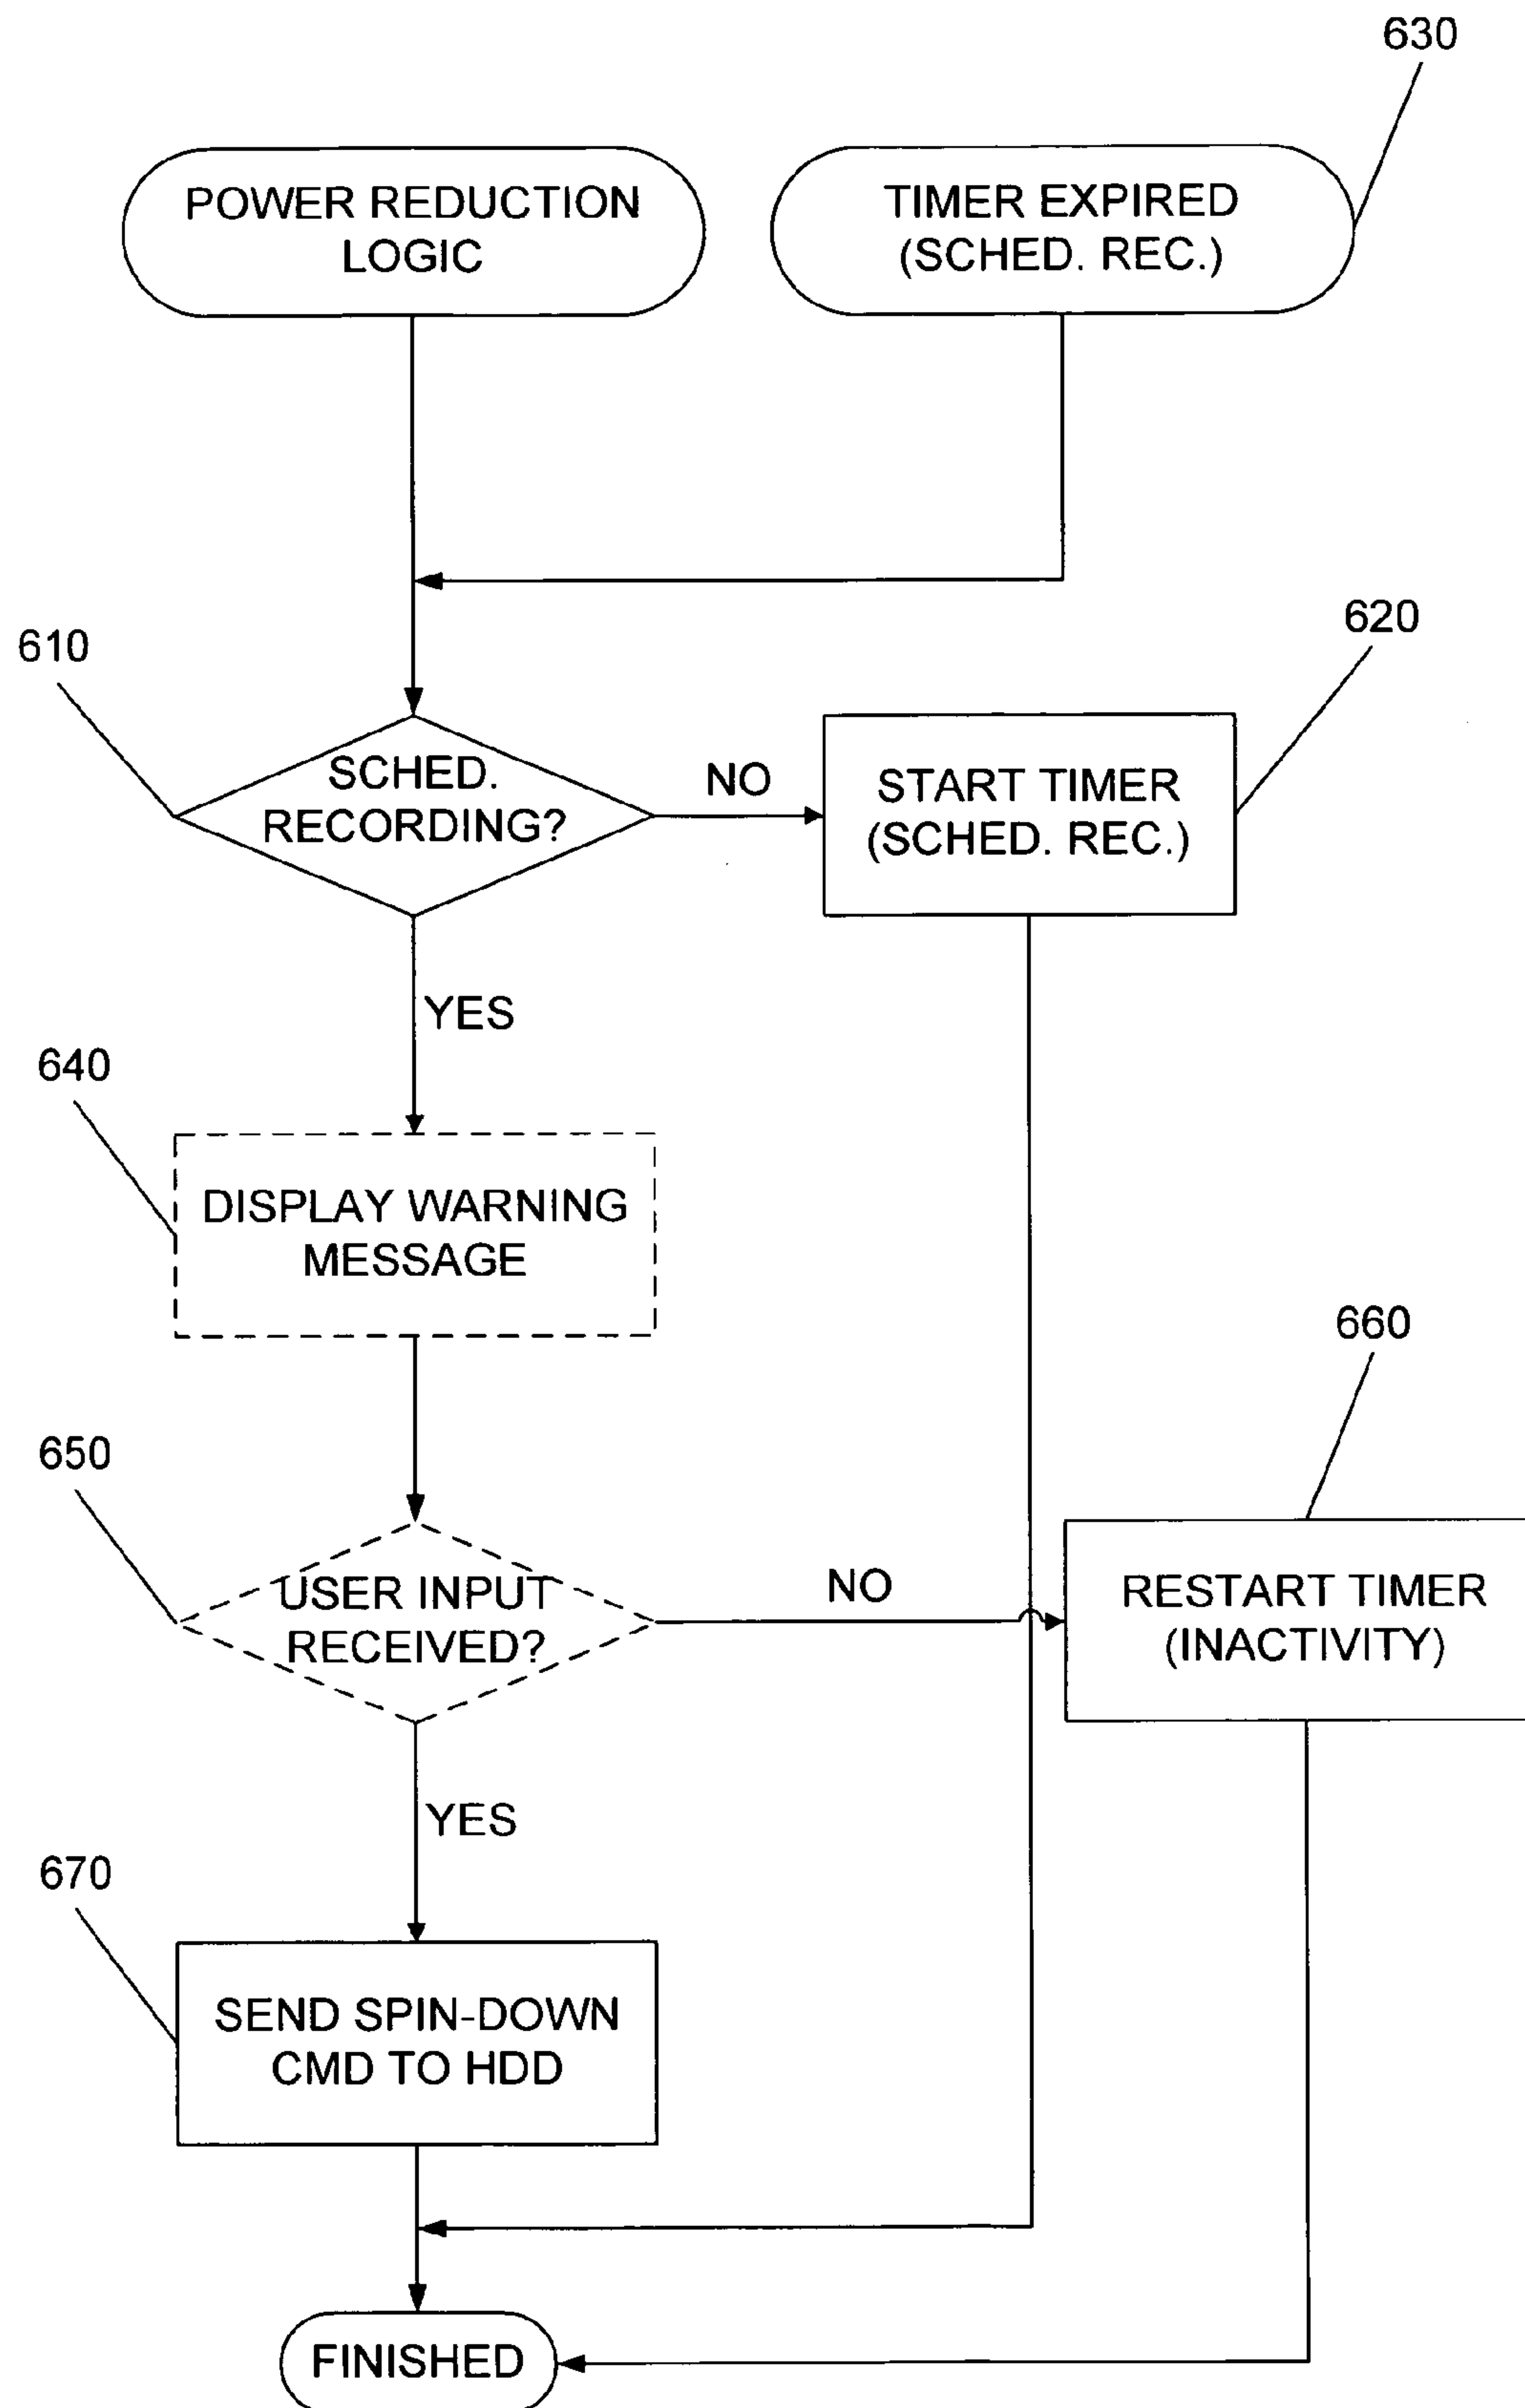 630
POWER REDUCTION
LOGIC
TIMER EXPIRED
(SCHED. REC.)
610
620
SCHED.
RECORDING?
NO
START TIMER
(SCHED. REC.)
YES
640
DISPLAY WARNING
MESSAGE
660
650
USER INPUT
RECEIVED?
NO
RESTART TIMER
(INACTIVITY)
YES
670
SEND SPIN-DOWN
CMD TO HDD
FINISHED